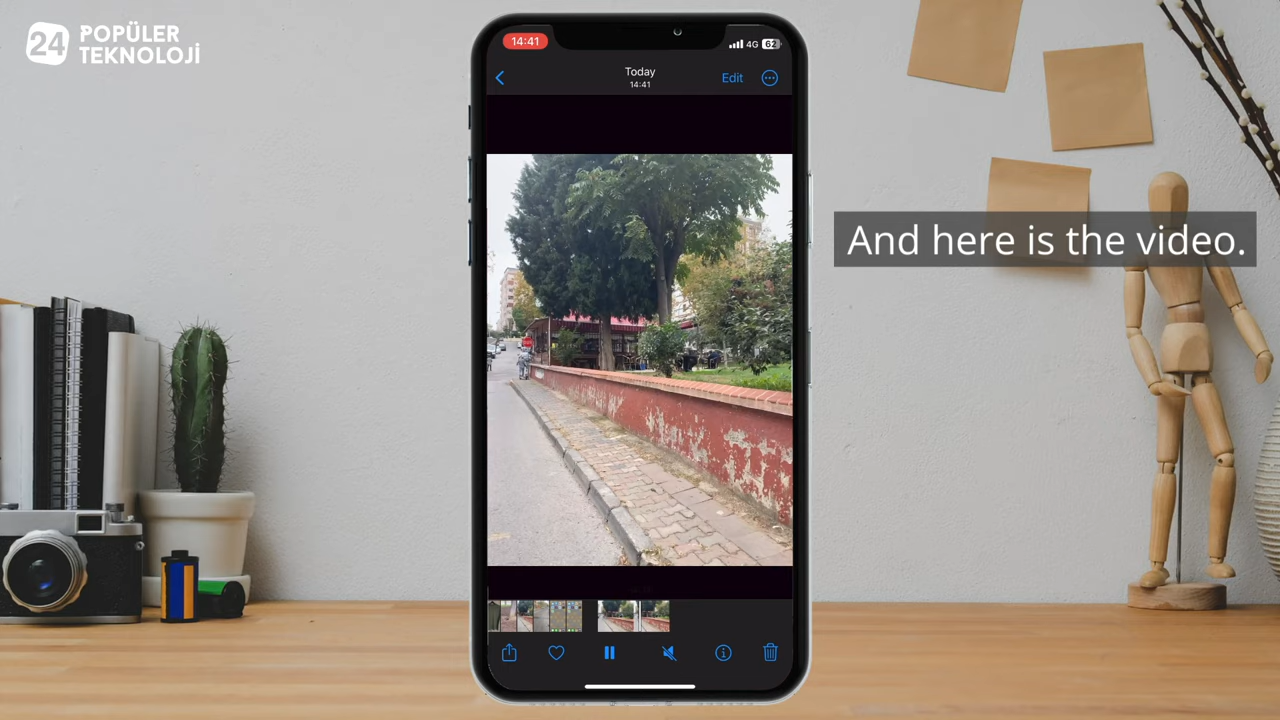 24 POPÜLER
TEKNOLOJİ
14:41
4G 62
Today
14:41
Edit
And here is the video.